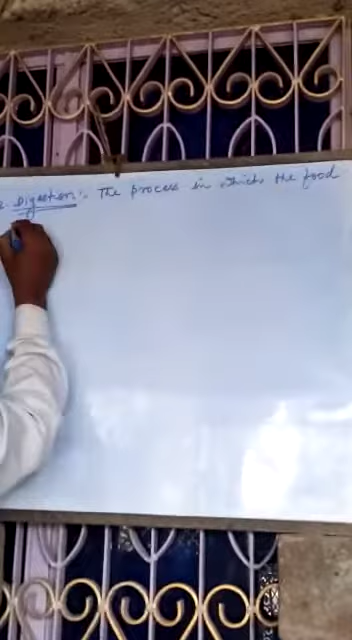 Digestion :- The process in which the food